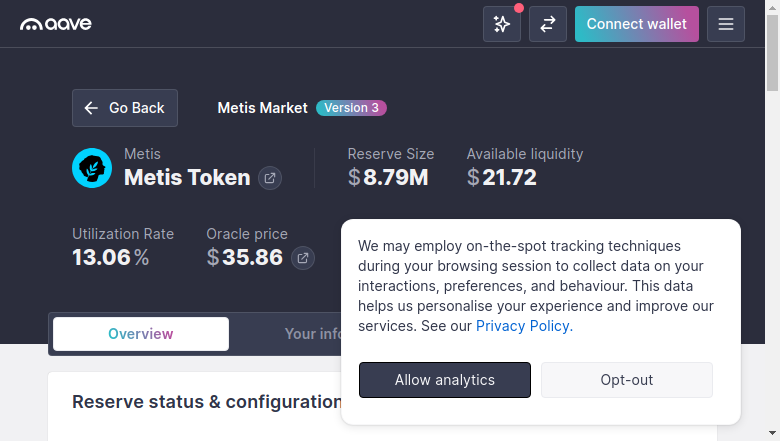 aave
Connect wallet
Go Back
Metis Market
Version 3
Metis
Metis Token
Reserve Size
$8.79M
Available liquidity
$21.72
Utilization Rate
13.06%
Oracle price
$35.86
We may employ on-the-spot tracking techniques
during your browsing session to collect data on your
interactions, preferences, and behaviour. This data
helps us personalise your experience and improve our
services. See our Privacy Policy.
Allow analytics
Opt-out
Overview
Your info
Reserve status & configuration